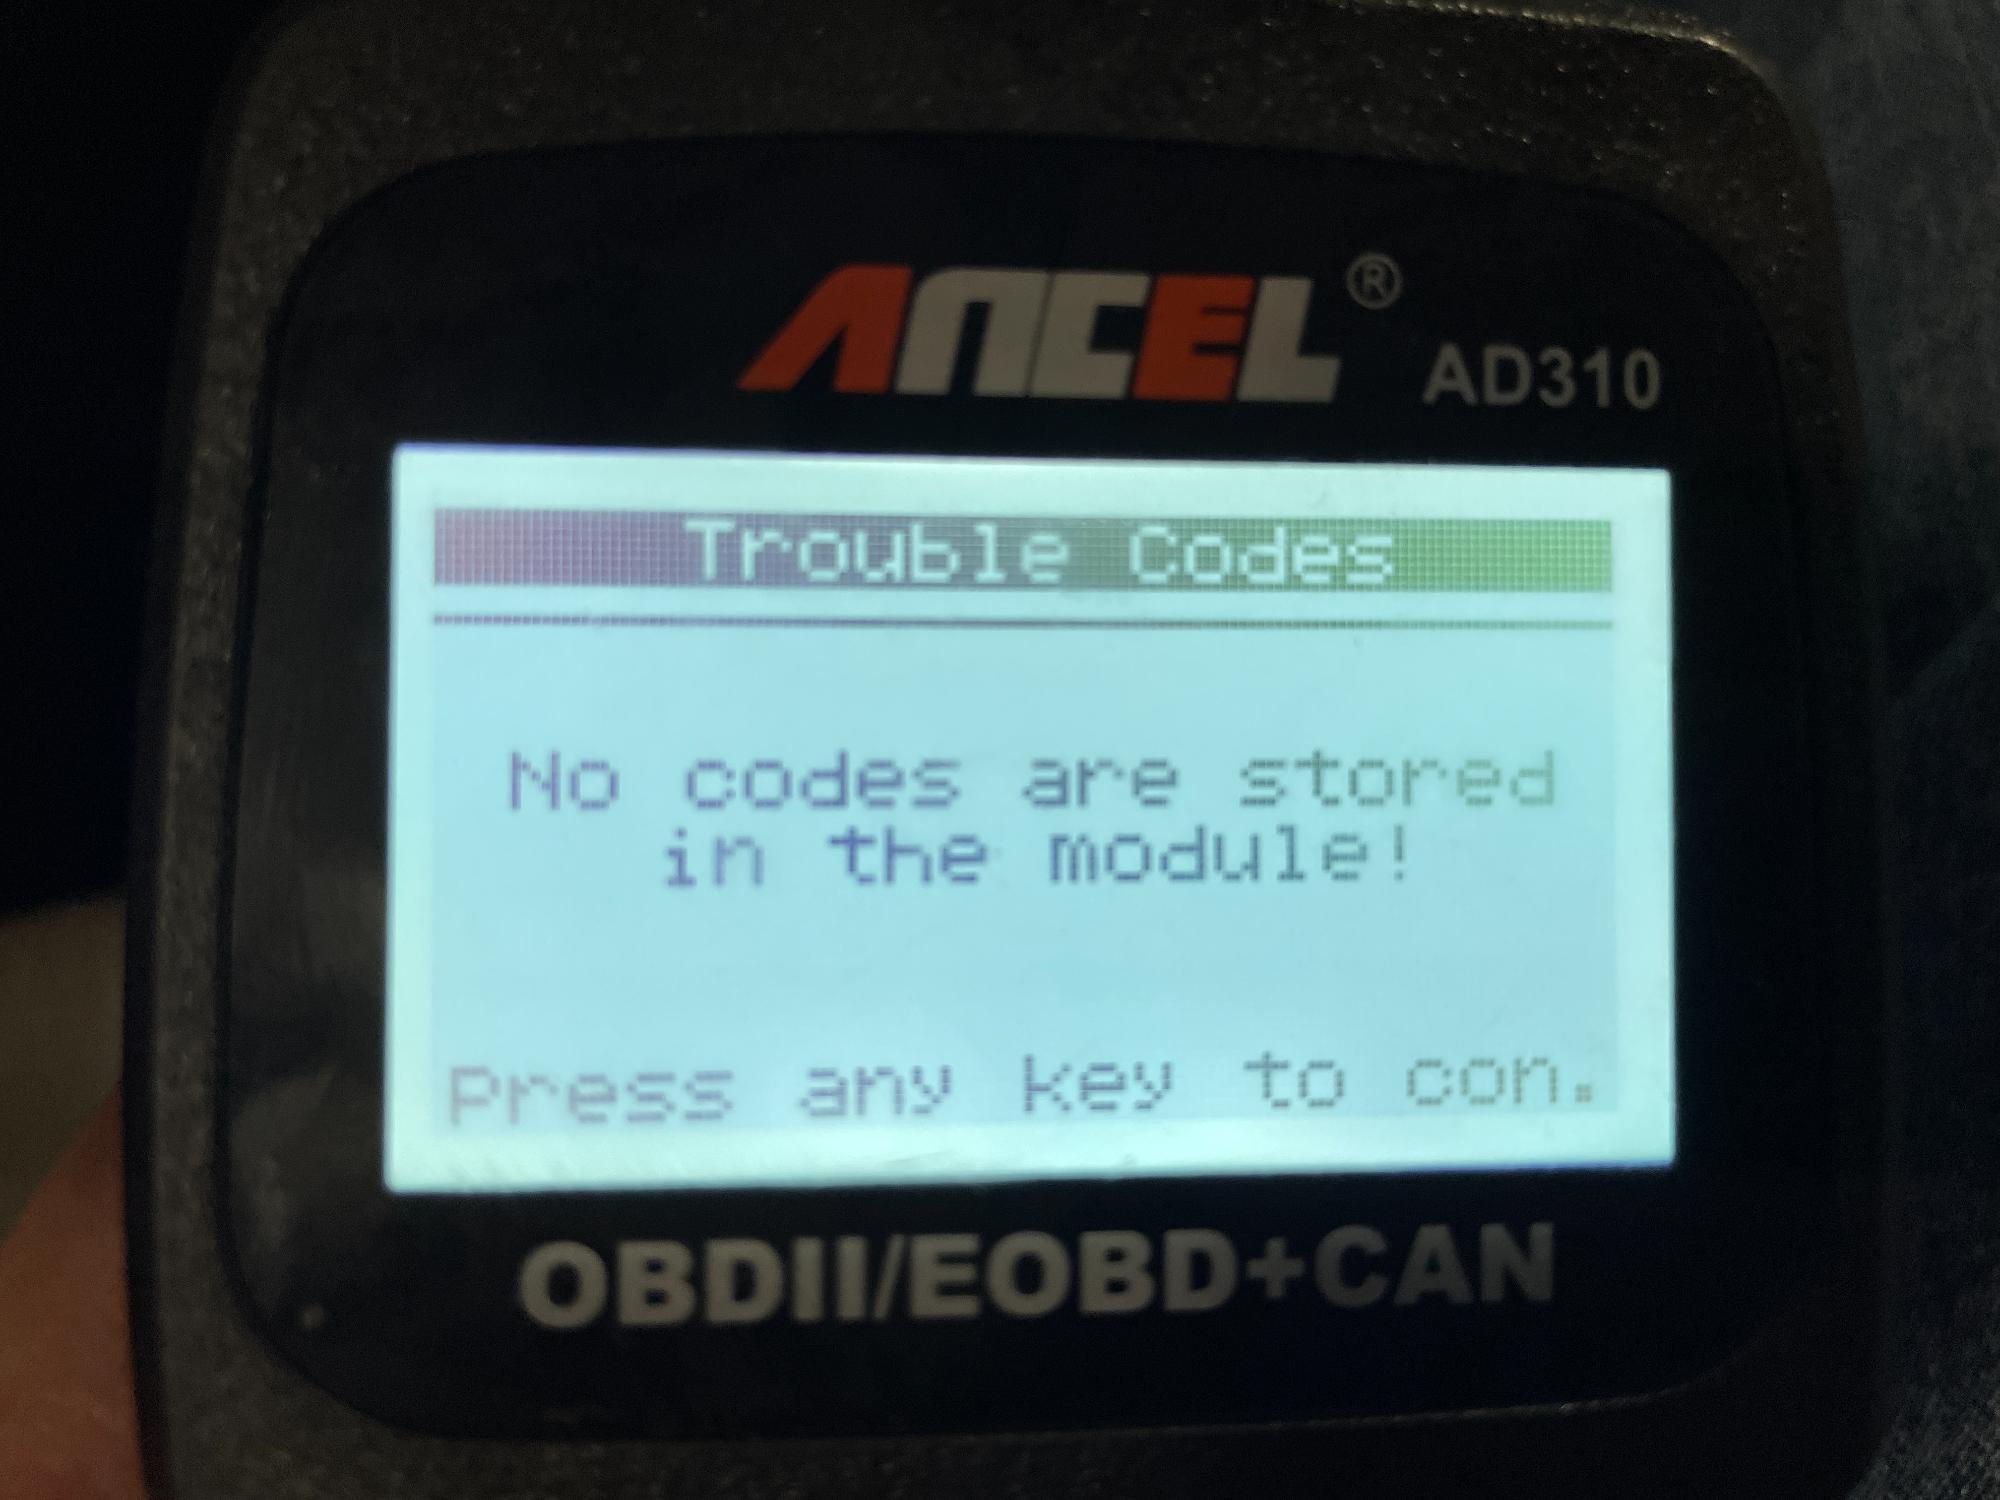 ANCEL®
AD310
Trouble Codes
No codes are stored
in the module!
Press any key to con.
OBDII/EOBD+CAN